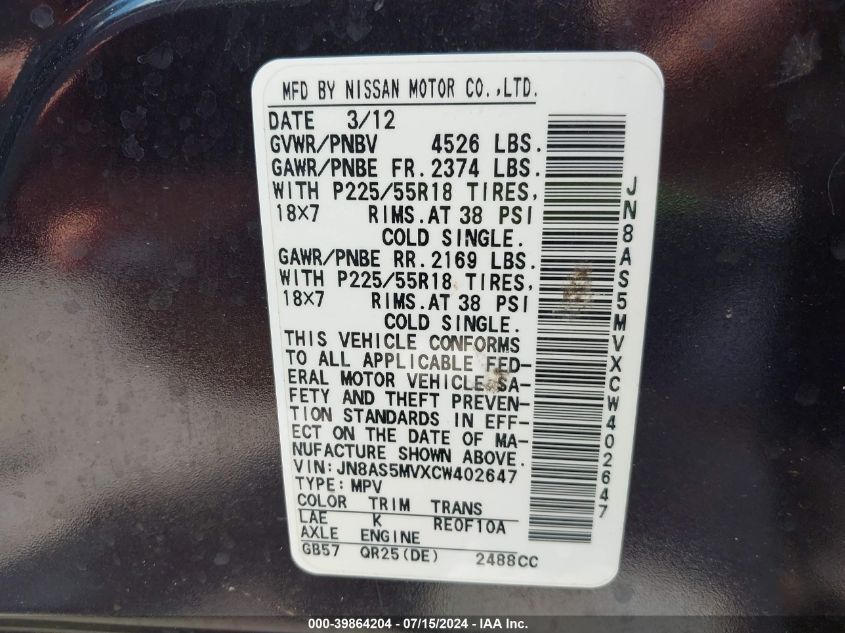 MFD BY NISSAN MOTOR CO.,LTD.
DATE 3/12
GVWR/PNBV 4526 LBS.
GAWR/PNBE FR. 2374 LBS.
WITH P225/55R18 TIRES,
18X7 RIMS.AT 38 PSI
COLD SINGLE.
GAWR/PNBE RR. 2169 LBS.
WITH P225/55R18 TIRES,
18X7 RIMS.AT 38 PSI
COLD SINGLE.
THIS VEHICLE CONFORMS
TO ALL APPLICABLE FED-
ERAL MOTOR VEHICLE SA-
FETY AND THEFT PREVEN-
TION STANDARDS IN EFF-
ECT ON THE DATE OF MA-
NUFACTURE SHOWN ABOVE.
VIN:JN8AS5MVXCW402647
TYPE:MPV
COLOR TRIM TRANS
LAE K RE0F10A
AXLE ENGINE
GB57 QR25(DE) 2488CC
JN8AS5MVXCW402647
000-39864204 - 07/15/2024 - IAA Inc.